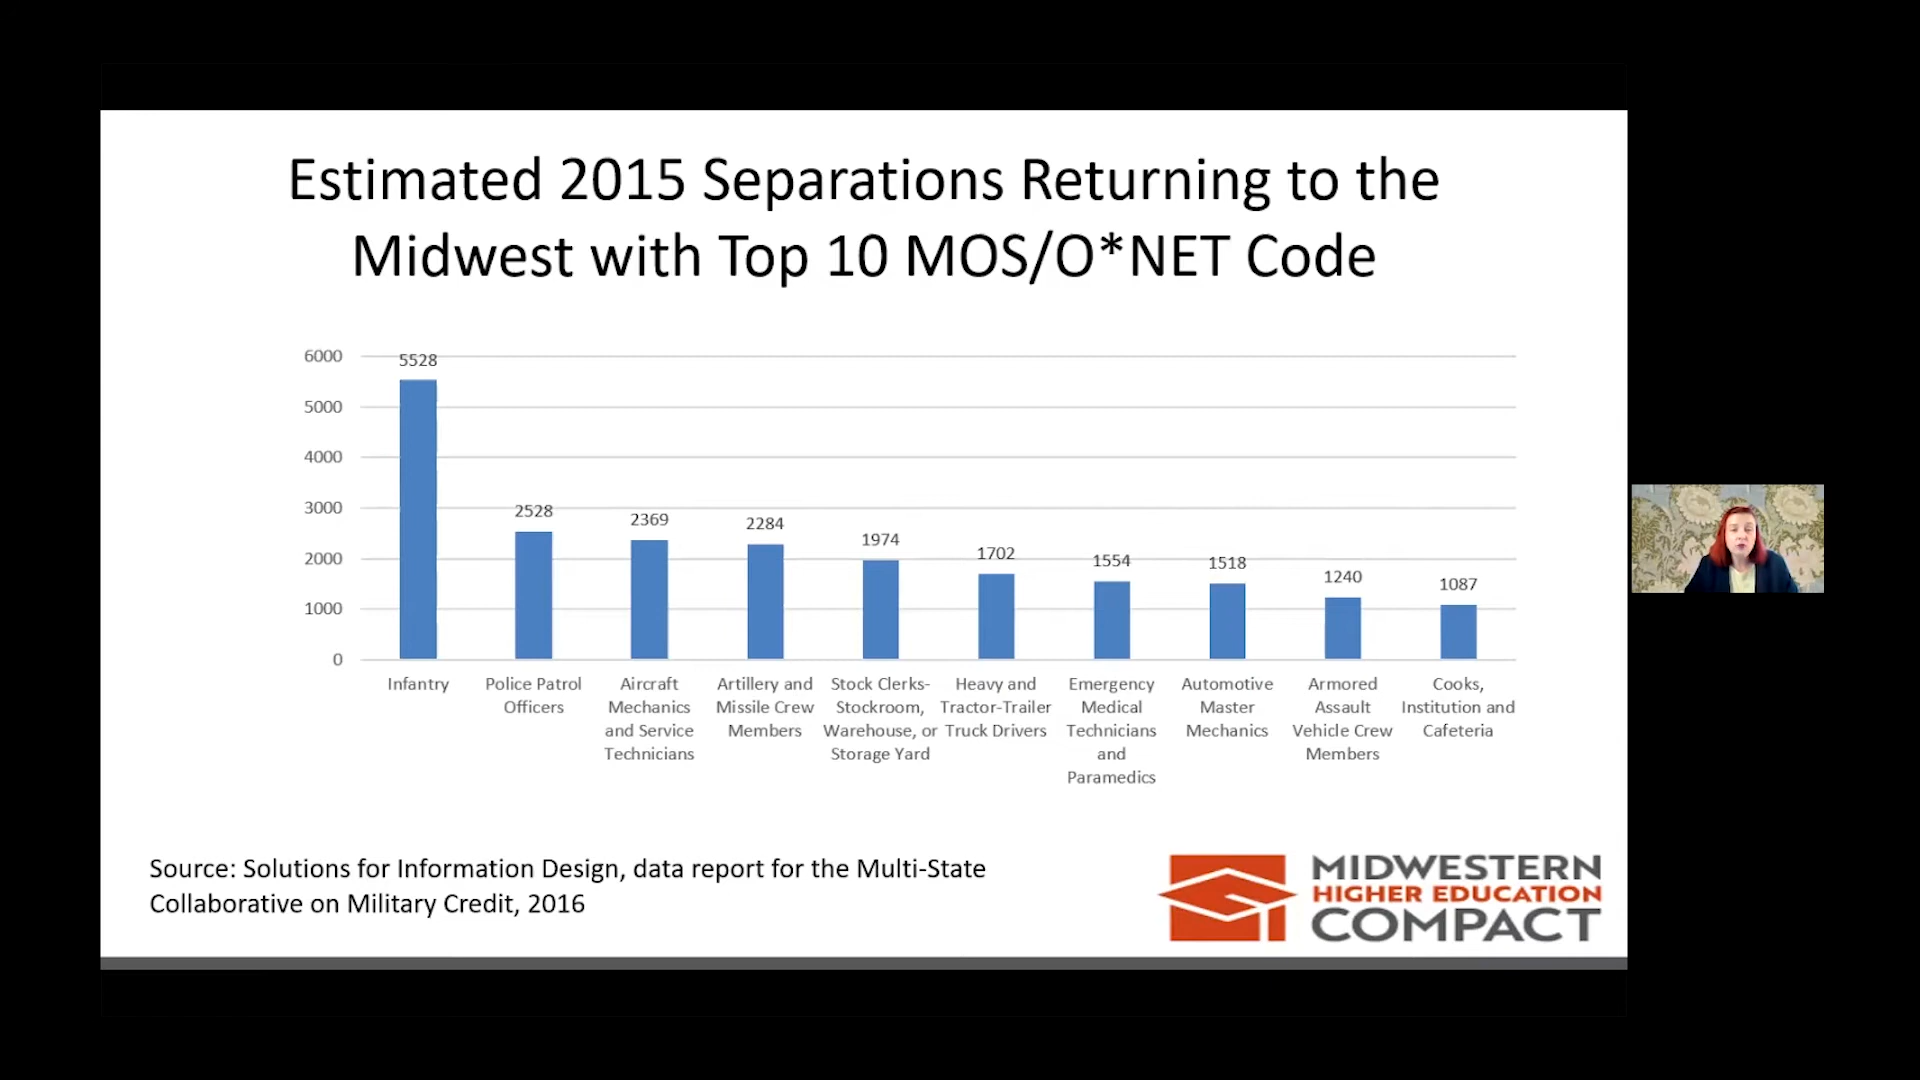 Estimated 2015 Separations Returning to the
Midwest with Top 10 MOS/O*NET Code
6000
5000
4000
3000
2000
1000
0
5528
2528
2369
2284
1974
1702
1554
1518
1240
1087
Infantry
Police Patrol
Officers
Aircraft
Mechanics
and Service
Technicians
Artillery and
Missile Crew
Members
Stock Clerks-
Stockroom,
Warehouse, or
Storage Yard
Heavy and
Tractor-Trailer
Truck Drivers
Emergency
Medical
Technicians
and
Paramedics
Automotive
Master
Mechanics
Armored
Assault
Vehicle Crew
Members
Cooks,
Institution and
Cafeteria
Source: Solutions for Information Design, data report for the Multi-State
Collaborative on Military Credit, 2016
MIDWESTERN
HIGHER EDUCATION
COMPACT